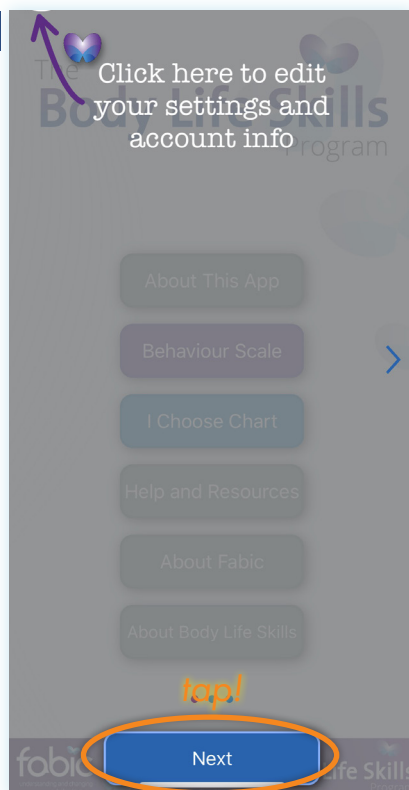 The
Click here to edit
Body Life Skills
your settings and
account info
Program
About This App
Behaviour Scale
I Choose Chart
Help and Resources
About Fabic
About Body Life Skills
tap!
Next
fabic
Life Skills
Program